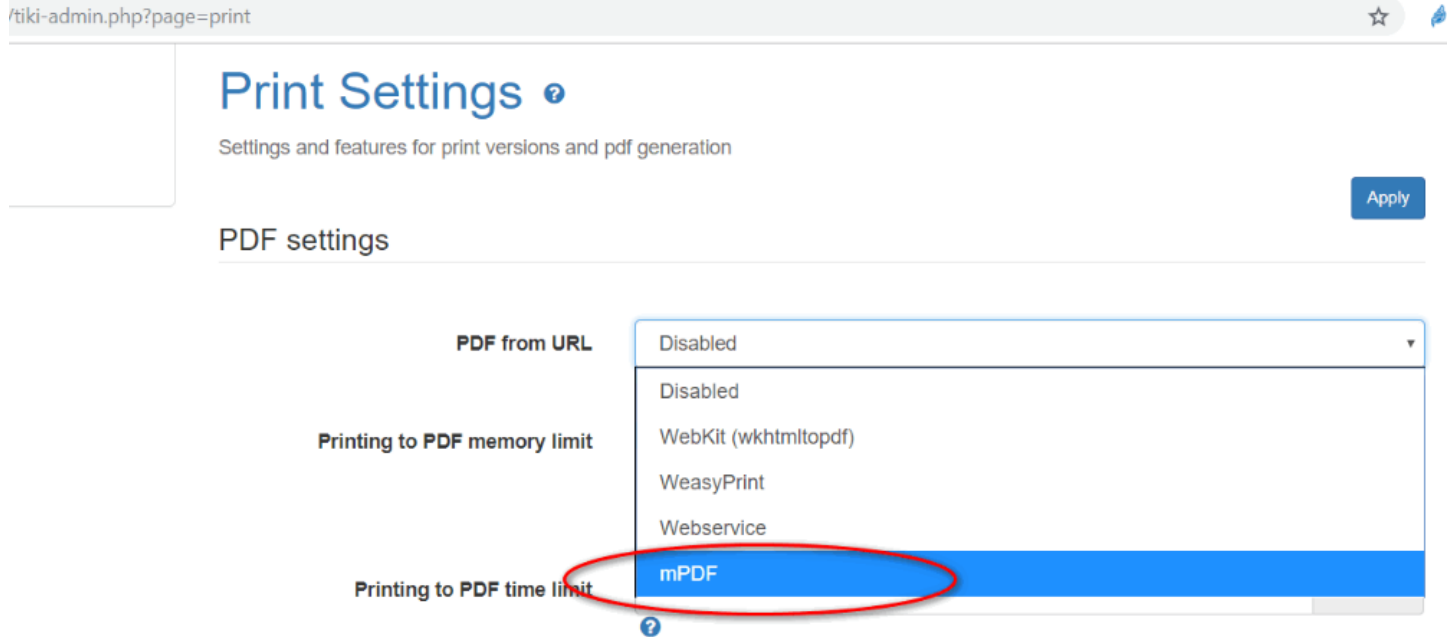 /tiki-admin.php?page=print
Print Settings ?
Settings and features for print versions and pdf generation
Apply
PDF settings
PDF from URL
Disabled
Disabled
Printing to PDF memory limit
WebKit (wkhtmltopdf)
WeasyPrint
Webservice
mPDF
Printing to PDF time limit
?